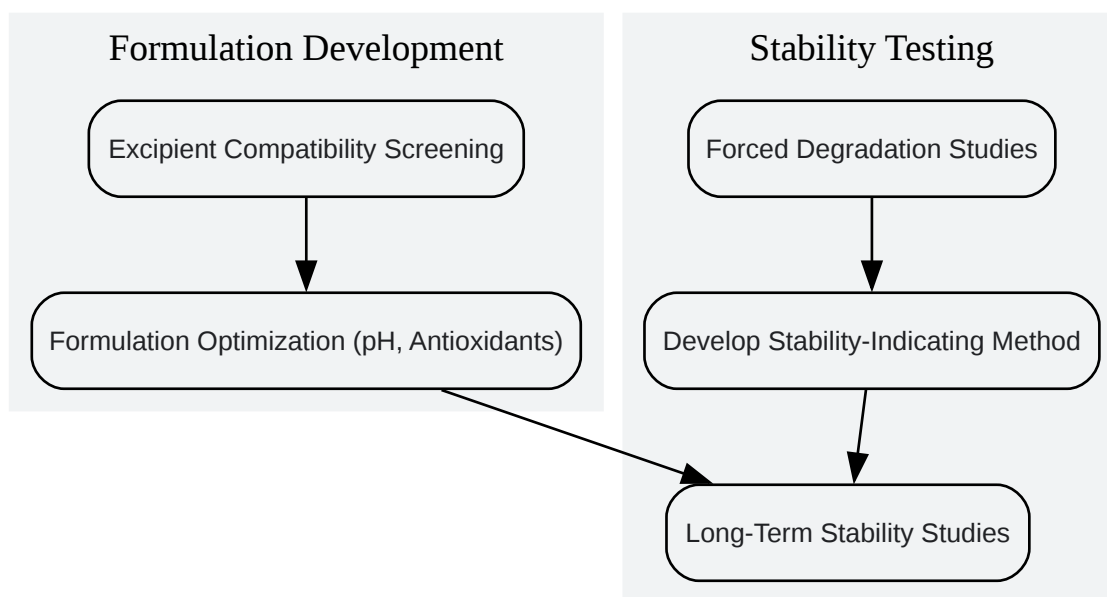 Formulation Development
Excipient Compatibility Screening
Formulation Optimization (pH, Antioxidants)
Stability Testing
Forced Degradation Studies
Develop Stability-Indicating Method
Long-Term Stability Studies